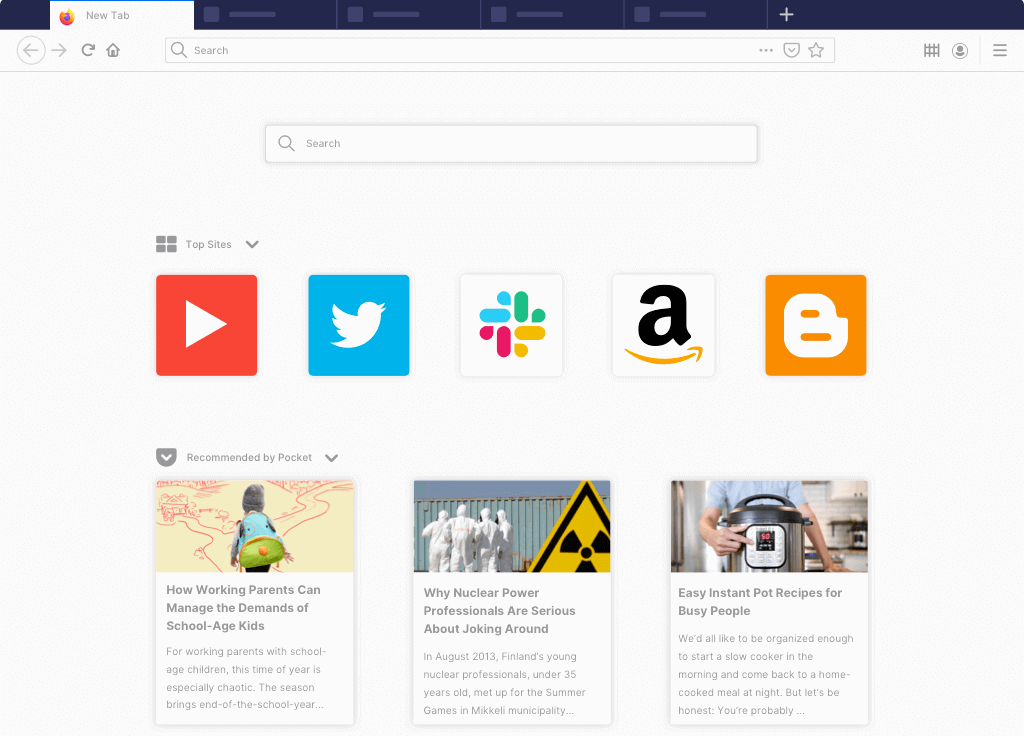 New Tab
Search
Search
Top Sites
a
Recommended by Pocket
How Working Parents Can
Manage the Demands of
School-Age Kids
For working parents with school-
age children, this time of year is
especially chaotic. The season
brings end-of-the-school-year...
Why Nuclear Power
Professionals Are Serious
About Joking Around
In August 2013, Finland's young
nuclear professionals, under 35
years old, met up for the Summer
Games in Mikkeli municipality...
50
Easy Instant Pot Recipes for
Busy People
We'd all like to be organized enough
to start a slow cooker in the
morning and come back to a home-
cooked meal at night. But let's be
honest: You're probably ...